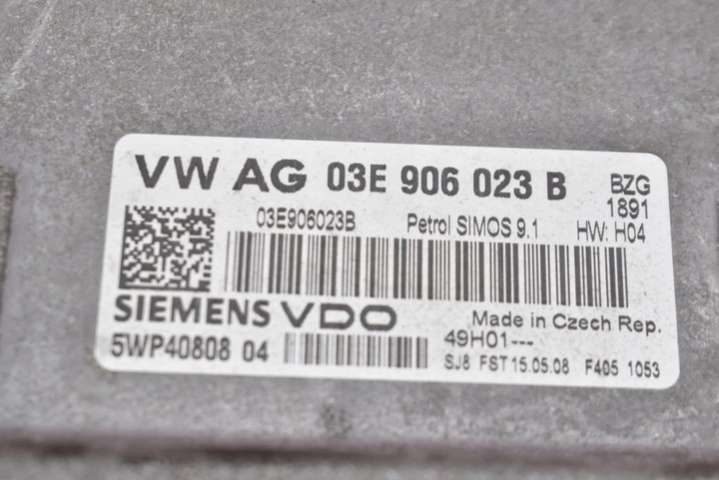 VW AG 03E 906 023 B BZG
1891
03E906023B Petrol SIMOS 9.1 HW: H04
SIEMENS VDO Made in Czech Rep.
5WP40808 04 49H01---
SJ8 FST 15.05.08 F405 1053